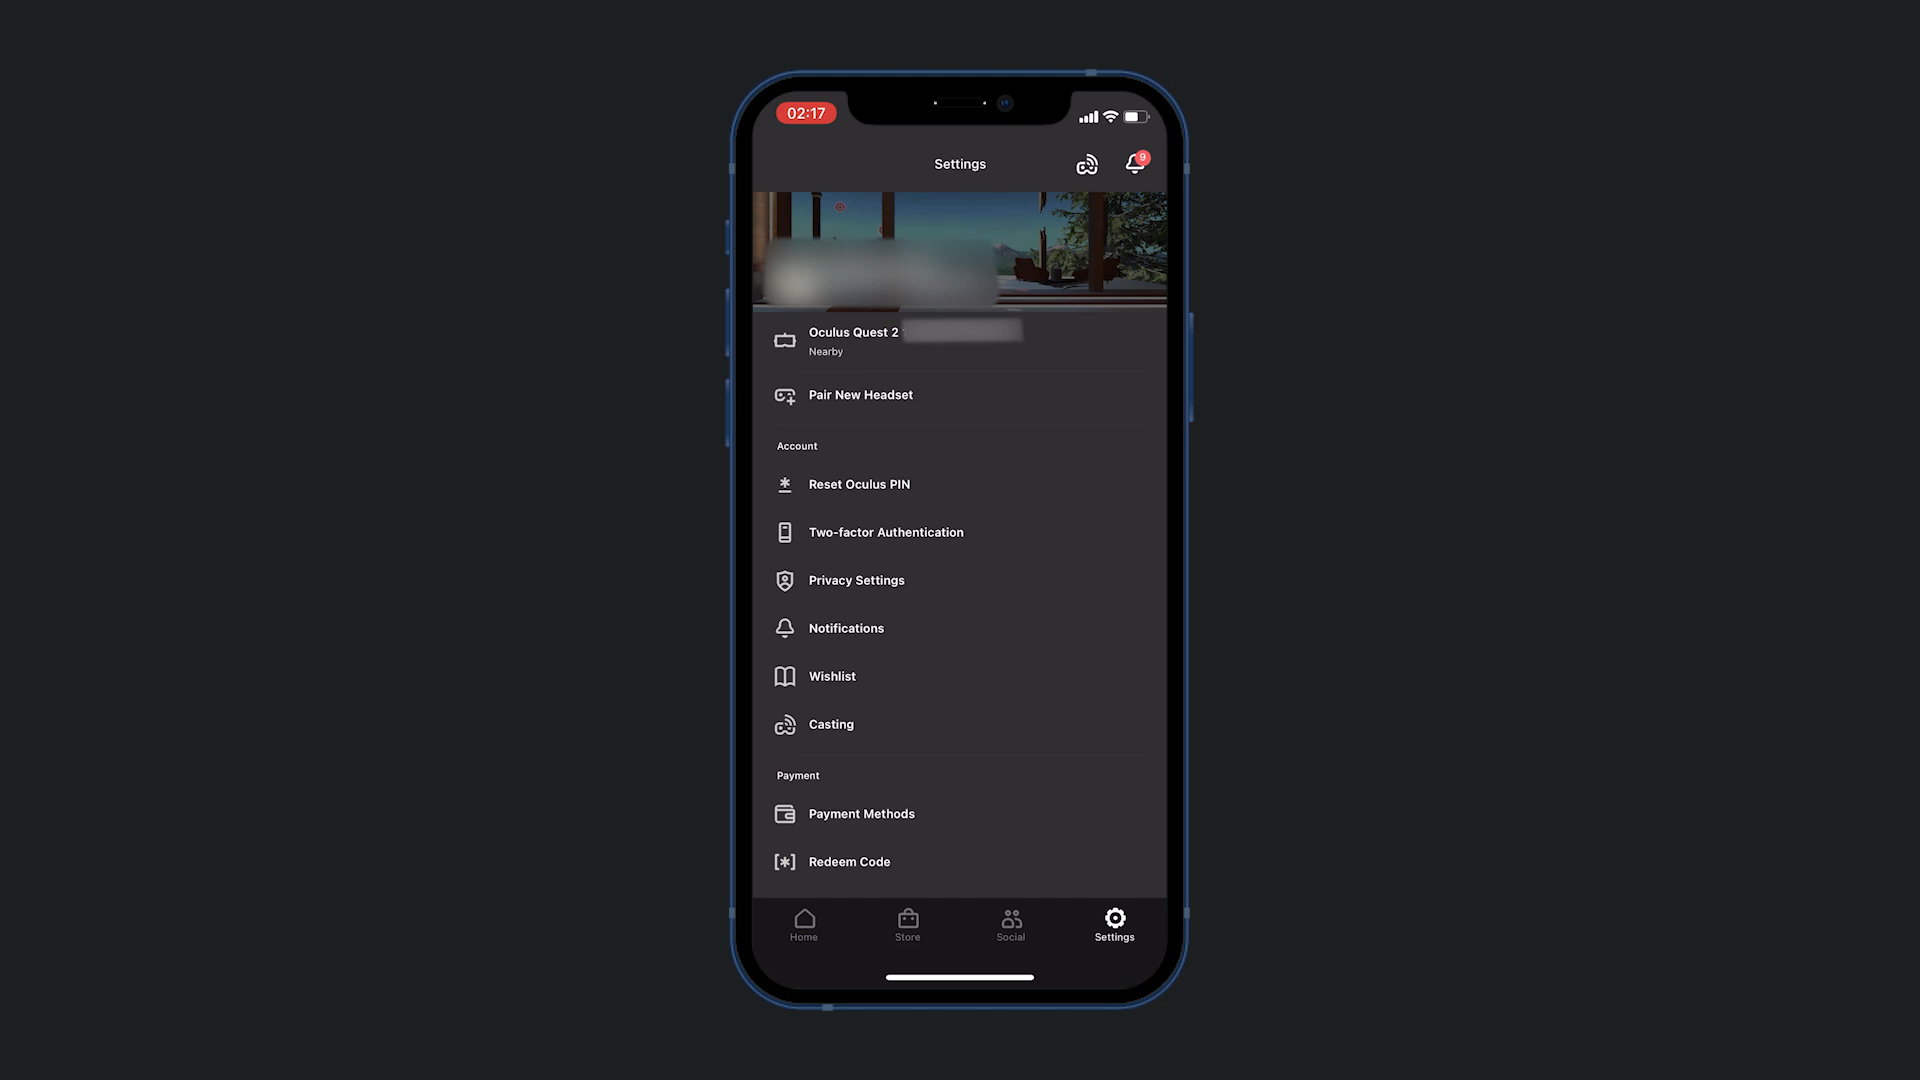 02:17
Settings
9
Oculus Quest 2
Nearby
Pair New Headset
Account
Reset Oculus PIN
Two-factor Authentication
Privacy Settings
Notifications
Wishlist
Casting
Payment
Payment Methods
Redeem Code
Home
Store
Social
Settings